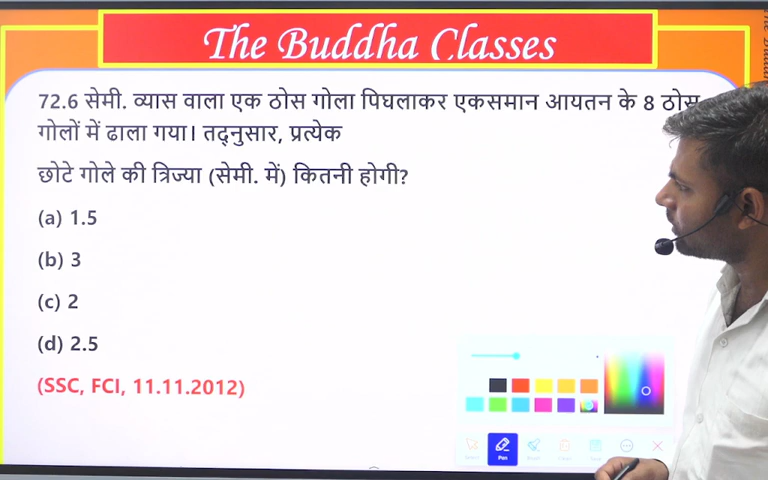 The Buddha Classes
72.6 सेमी. व्यास वाला एक ठोस गोला पिघलाकर एकसमान आयतन के 8 ठोस
गोलों में ढाला गया। तद्नुसार, प्रत्येक
छोटे गोले की त्रिज्या (सेमी. में) कितनी होगी?
(a) 1.5
(b) 3
(c) 2
(d) 2.5
(SSC, FCI, 11.11.2012)
Pen